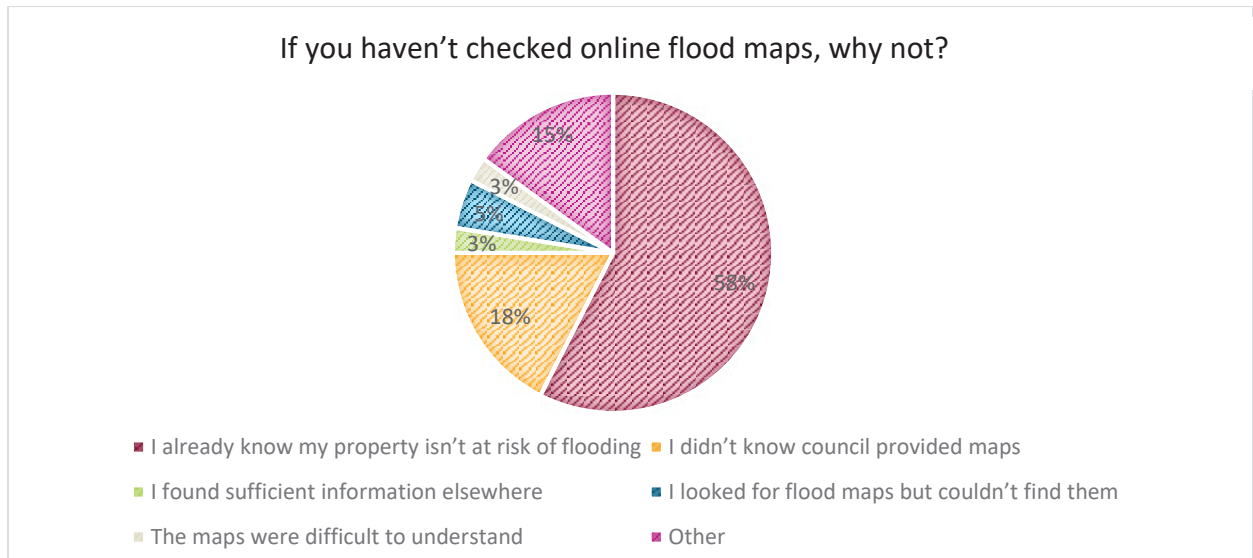 If you haven’t checked online flood maps, why not?
15%
3%
5%
3%
18%
58%
I already know my property isn’t at risk of flooding
I didn’t know council provided maps
I found sufficient information elsewhere
I looked for flood maps but couldn’t find them
The maps were difficult to understand
Other